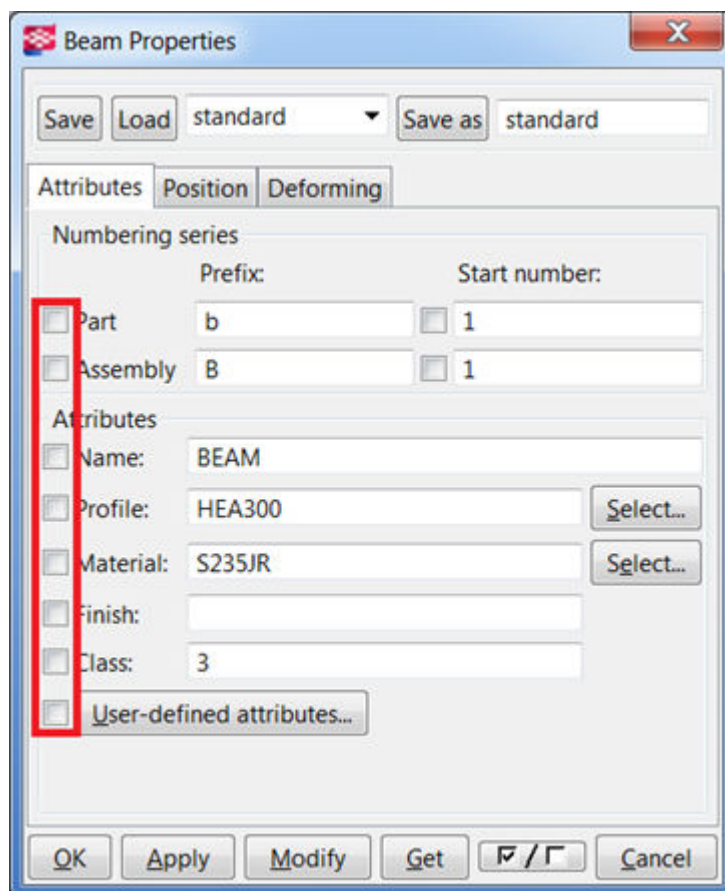 Beam Properties
Save Load standard Save as standard
Attributes Position Deforming
Numbering series
Prefix: Start number:
Part b 1
Assembly B 1
Attributes
Name: BEAM
Profile: HEA300 Select...
Material: S235JR Select...
Finish:
Class: 3
User-defined attributes...
OK Apply Modify Get / Cancel